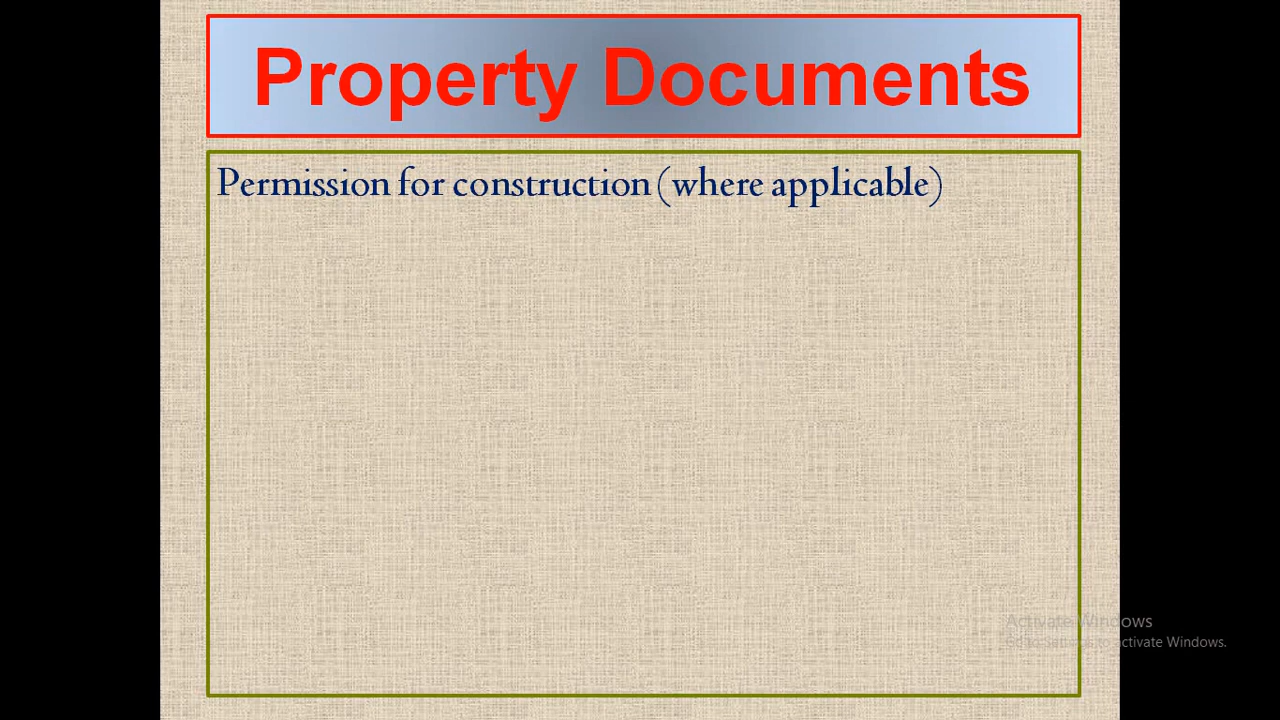 Property Documents
Permission for construction (where applicable)
Activate Windows
Go to Settings to activate Windows.